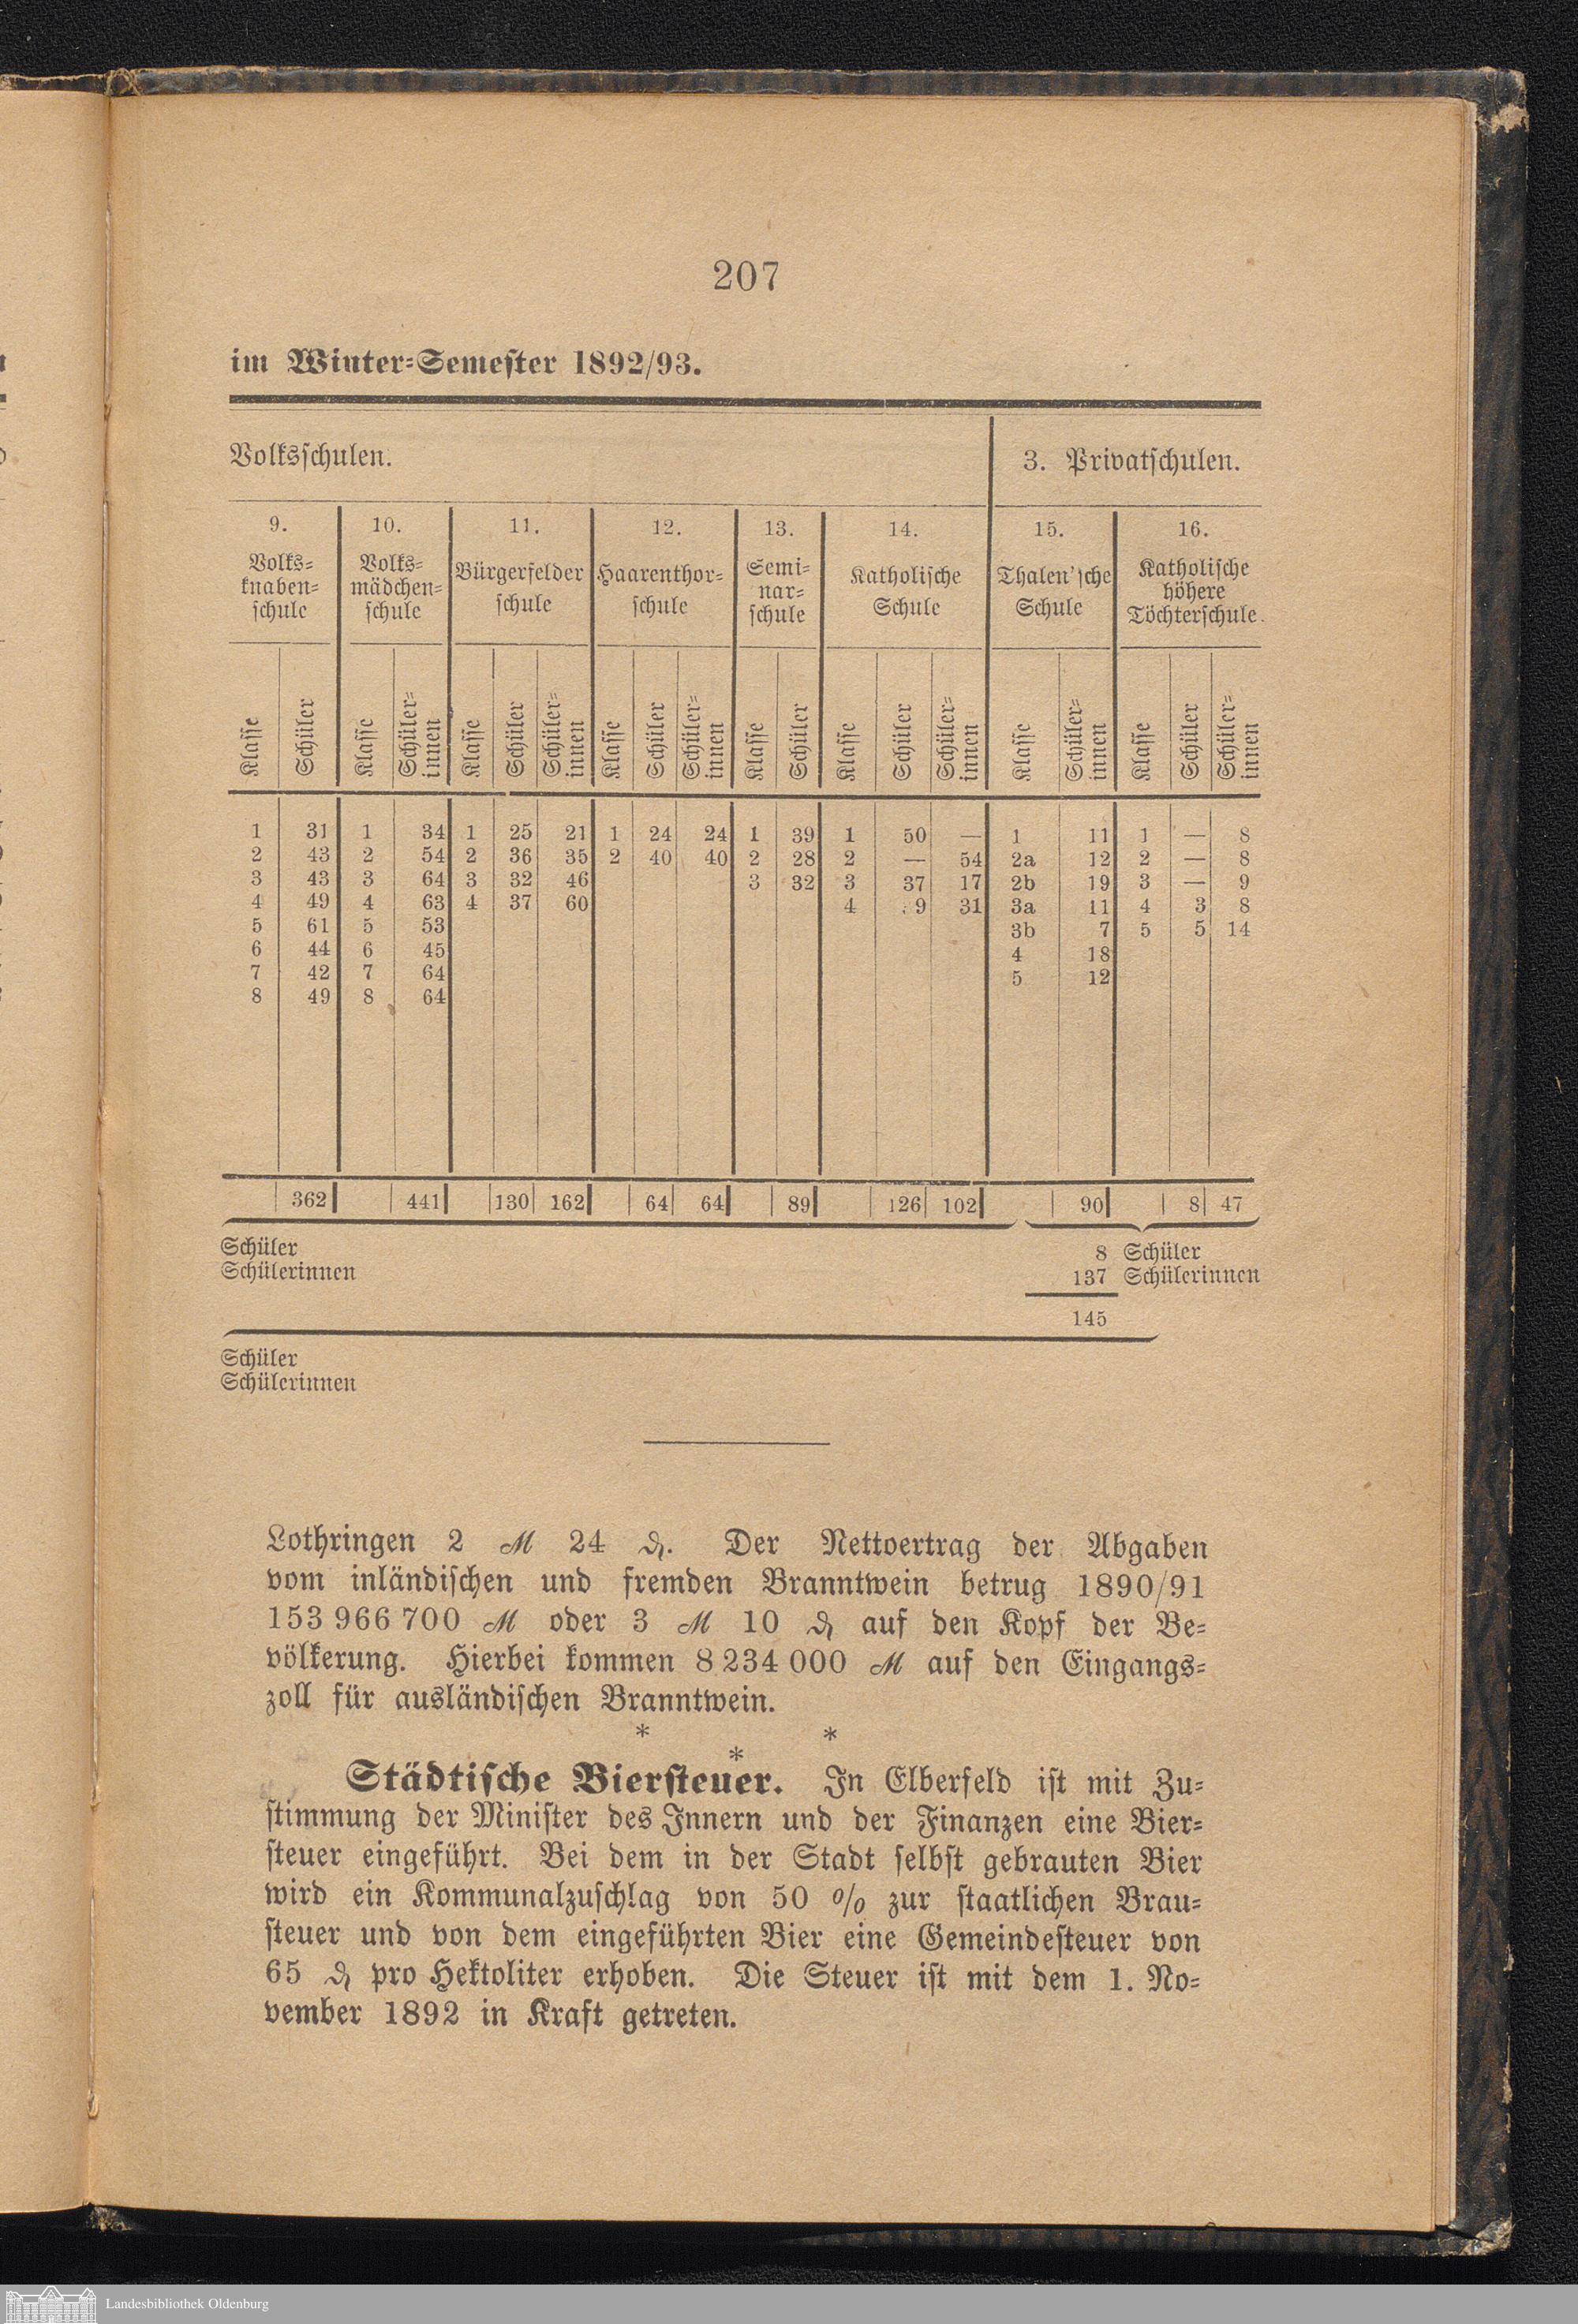 207
im Winter-Semester 1892/93.
Volksschulen. 3. Privatschulen.
9. 10. 11. 12. 13. 14. 15. 16.
Volks- Volks- Bürgerfelder Haarenthor- Semi- Katholische Thalen'sche Katholische
knaben- mädchen- schule schule nar- Schule Schule höhere
schule schule schule Töchterschule.
Klasse Schüler Klasse Schüler-innen Klasse Schüler Schüler-innen Klasse Schüler Schüler-innen Klasse Schüler Klasse Schüler Schüler-innen Klasse Schüler-innen Klasse Schüler Schüler-innen
1 31 1 34 1 25 21 1 24 24 1 39 1 50 — 1 11 1 — 8
2 43 2 54 2 36 35 2 40 40 2 28 2 — 54 2a 12 2 — 8
3 43 3 64 3 32 46 3 32 3 37 17 2b 19 3 — 9
4 49 4 63 4 37 60 4 9 31 3a 11 4 3 8
5 61 5 53 3b 7 5 5 14
6 44 6 45 4 18
7 42 7 64 5 12
8 49 8 64
362 441 130 162 64 64 89 126 102 90 8 47
Schüler 8 Schüler
Schülerinnen 137 Schülerinnen
145
Schüler
Schülerinnen
Lothringen 2 ℳ 24 ₰. Der Nettoertrag der Abgaben
vom inländischen und fremden Branntwein betrug 1890/91
153 966 700 ℳ oder 3 ℳ 10 ₰ auf den Kopf der Be-
völkerung. Hierbei kommen 8 234 000 ℳ auf den Eingangs-
zoll für ausländischen Branntwein.
* * *
Städtische Biersteuer. In Elberfeld ist mit Zu-
stimmung der Minister des Innern und der Finanzen eine Bier-
steuer eingeführt. Bei dem in der Stadt selbst gebrauten Bier
wird ein Kommunalzuschlag von 50 % zur staatlichen Brau-
steuer und von dem eingeführten Bier eine Gemeindesteuer von
65 ₰ pro Hektoliter erhoben. Die Steuer ist mit dem 1. No-
vember 1892 in Kraft getreten.
Landesbibliothek Oldenburg